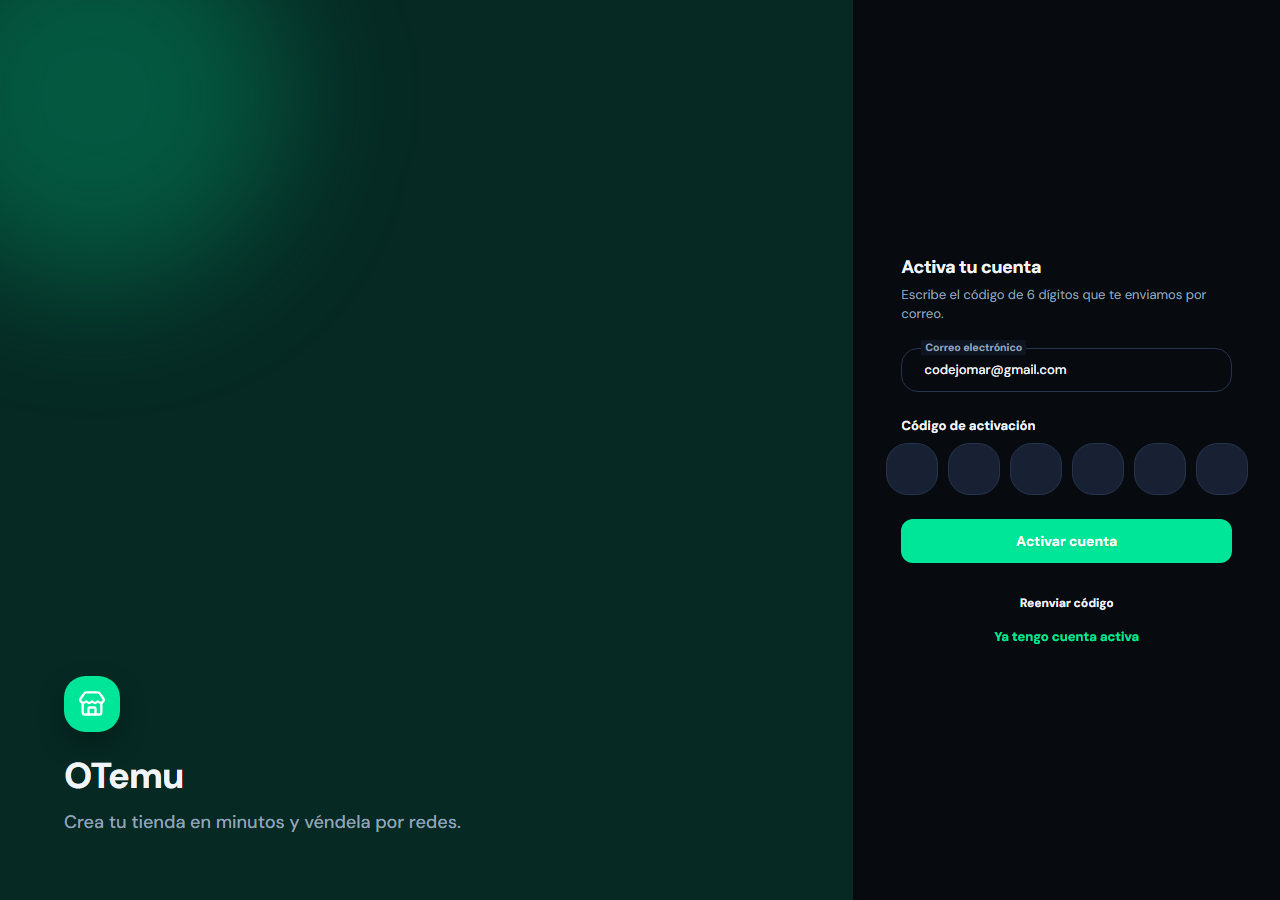 Activa tu cuenta
Escribe el código de 6 dígitos que te enviamos por
correo.
Correo electrónico
codejomar@gmail.com
Código de activación
Activar cuenta
Reenviar código
Ya tengo cuenta activa
OTemu
Crea tu tienda en minutos y véndela por redes.